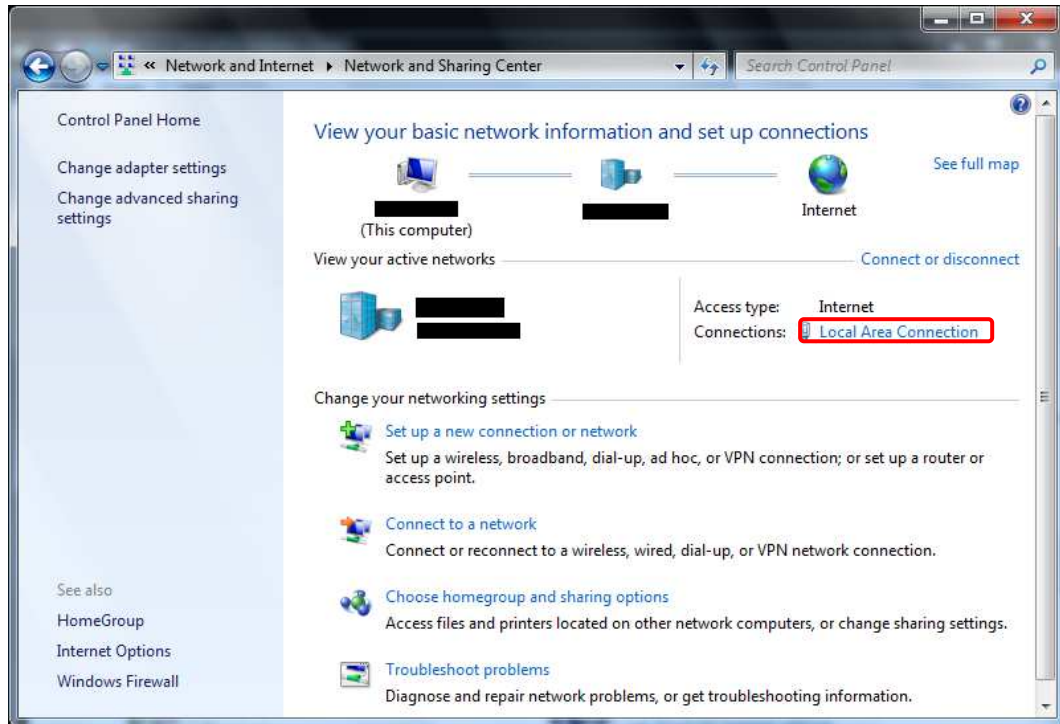 « Network and Internet ▸ Network and Sharing Center
Search Control Panel
Control Panel Home
Change adapter settings
Change advanced sharing
settings
See also
HomeGroup
Internet Options
Windows Firewall
View your basic network information and set up connections
See full map
(This computer)
Internet
View your active networks
Connect or disconnect
Access type: Internet
Connections: Local Area Connection
Change your networking settings
Set up a new connection or network
Set up a wireless, broadband, dial-up, ad hoc, or VPN connection; or set up a router or
access point.
Connect to a network
Connect or reconnect to a wireless, wired, dial-up, or VPN network connection.
Choose homegroup and sharing options
Access files and printers located on other network computers, or change sharing settings.
Troubleshoot problems
Diagnose and repair network problems, or get troubleshooting information.